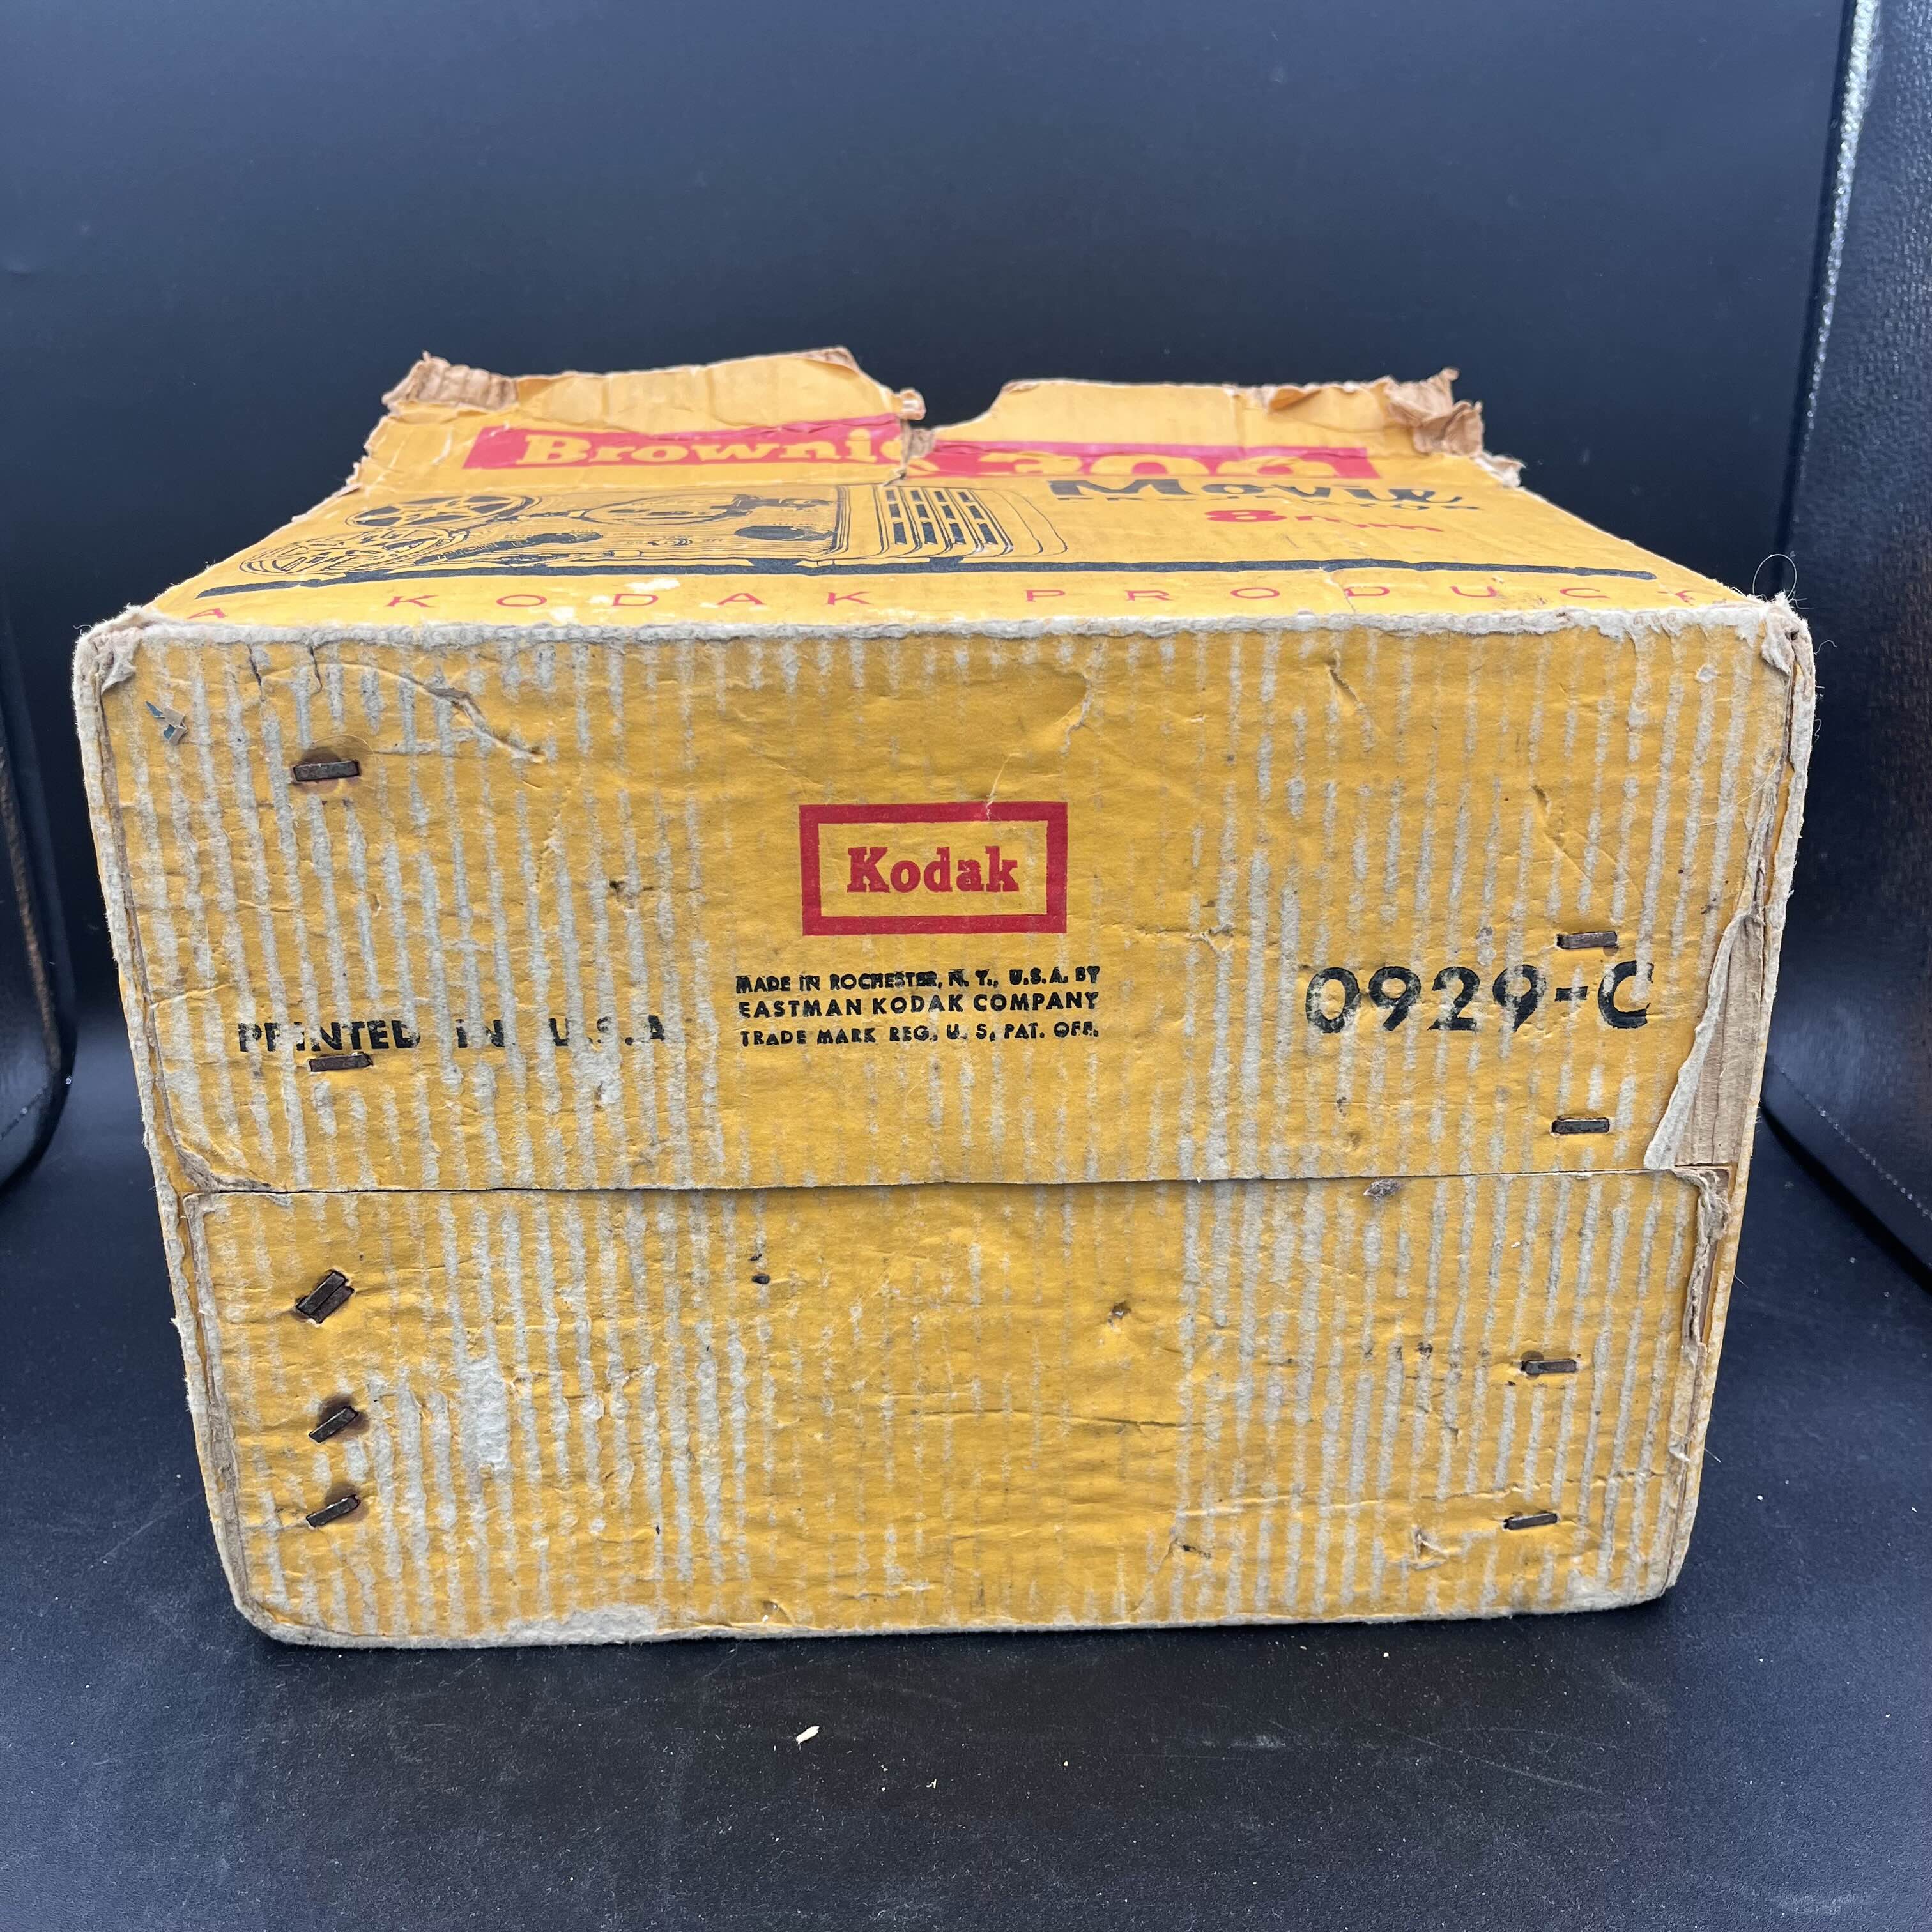 Brownie 300
Movie
8mm
A KODAK PRODUCT
Kodak
MADE IN ROCHESTER, N. Y., U.S.A. BY
EASTMAN KODAK COMPANY
TRADE MARK REG. U. S. PAT. OFF.
PRINTED IN U.S.A
0929-C